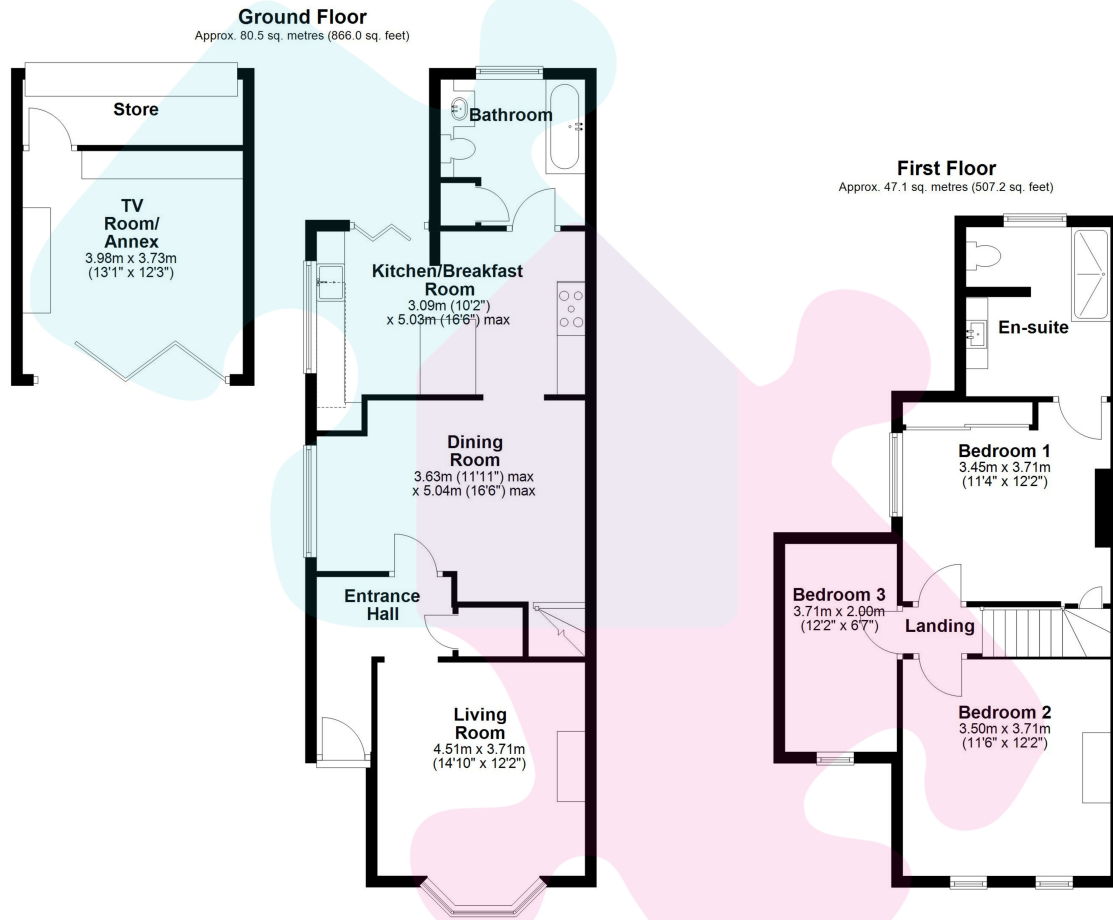 Ground Floor
Approx. 80.5 sq. metres (866.0 sq. feet)
Store
TV
Room/
Annex
3.98m x 3.73m
(13'1" x 12'3")
Bathroom
Kitchen/Breakfast
Room
3.09m (10'2")
x 5.03m (16'6") max
Dining
Room
3.63m (11'11") max
x 5.04m (16'6") max
Entrance
Hall
Living
Room
4.51m x 3.71m
(14'10" x 12'2")
First Floor
Approx. 47.1 sq. metres (507.2 sq. feet)
En-suite
Bedroom 1
3.45m x 3.71m
(11'4" x 12'2")
Bedroom 3
3.71m x 2.00m
(12'2" x 6'7")
Landing
Bedroom 2
3.50m x 3.71m
(11'6" x 12'2")